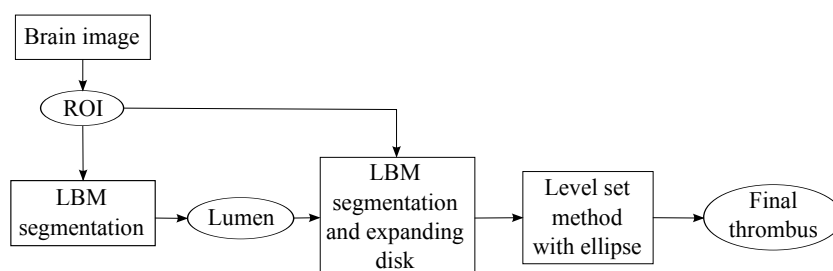 Brain image
ROI
LBM
segmentation
Lumen
LBM
segmentation
and expanding
disk
Level set
method
with ellipse
Final
thrombus